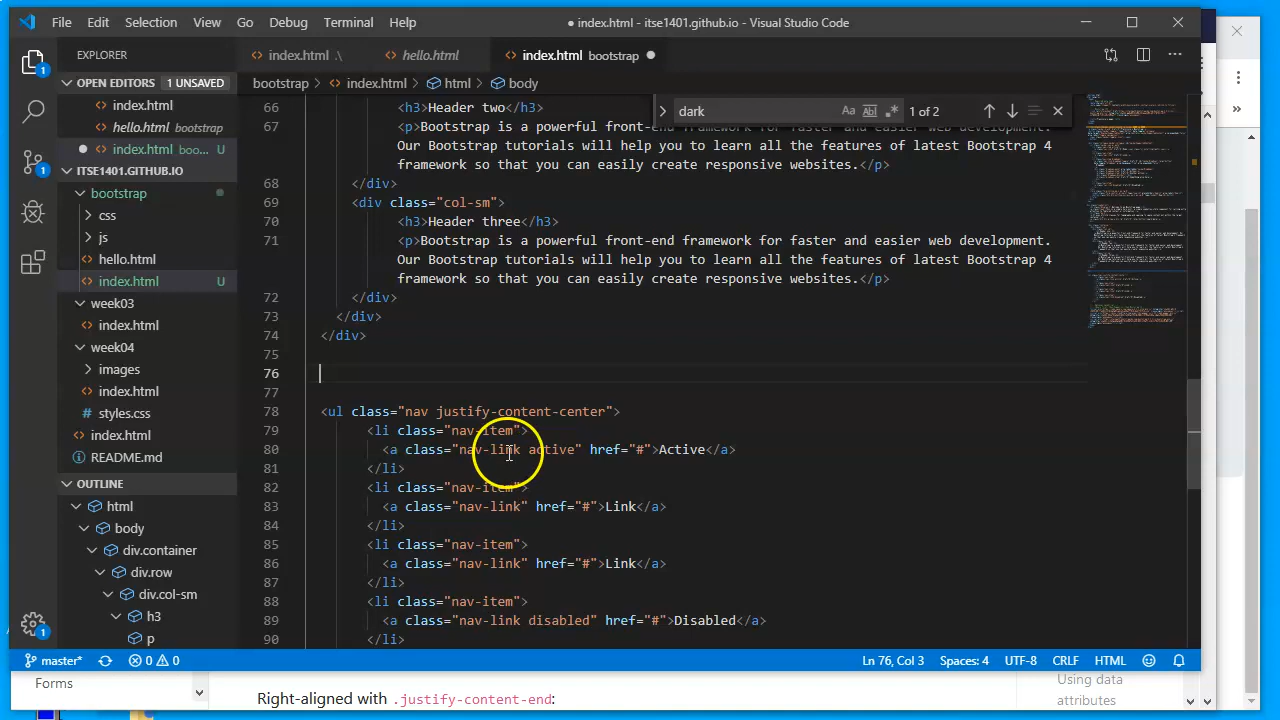 File Edit Selection View Go Debug Terminal Help
● index.html - itse1401.github.io - Visual Studio Code
EXPLORER
index.html .\
hello.html
index.html bootstrap
OPEN EDITORS 1 UNSAVED
index.html
hello.html bootstrap
index.html boo... U
ITSE1401.GITHUB.IO
bootstrap
css
js
hello.html
index.html U
week03
index.html
week04
images
index.html
styles.css
index.html
README.md
OUTLINE
html
body
div.container
div.row
div.col-sm
h3
p
bootstrap > index.html > html > body
dark
Aa Abl .* 1 of 2
66 <h3>Header two</h3>
67 <p>Bootstrap is a powerful front-end framework for faster and easier web development.
Our Bootstrap tutorials will help you to learn all the features of latest Bootstrap 4
framework so that you can easily create responsive websites.</p>
68 </div>
69 <div class="col-sm">
70 <h3>Header three</h3>
71 <p>Bootstrap is a powerful front-end framework for faster and easier web development.
Our Bootstrap tutorials will help you to learn all the features of latest Bootstrap 4
framework so that you can easily create responsive websites.</p>
72 </div>
73 </div>
74 </div>
75
76
77
78 <ul class="nav justify-content-center">
79 <li class="nav-item">
80 <a class="nav-link active" href="#">Active</a>
81 </li>
82 <li class="nav-item">
83 <a class="nav-link" href="#">Link</a>
84 </li>
85 <li class="nav-item">
86 <a class="nav-link" href="#">Link</a>
87 </li>
88 <li class="nav-item">
89 <a class="nav-link disabled" href="#">Disabled</a>
90 </li>
1
1
1
master* 0 0
Ln 76, Col 3 Spaces: 4 UTF-8 CRLF HTML
Forms
Right-aligned with .justify-content-end:
Using data
attributes